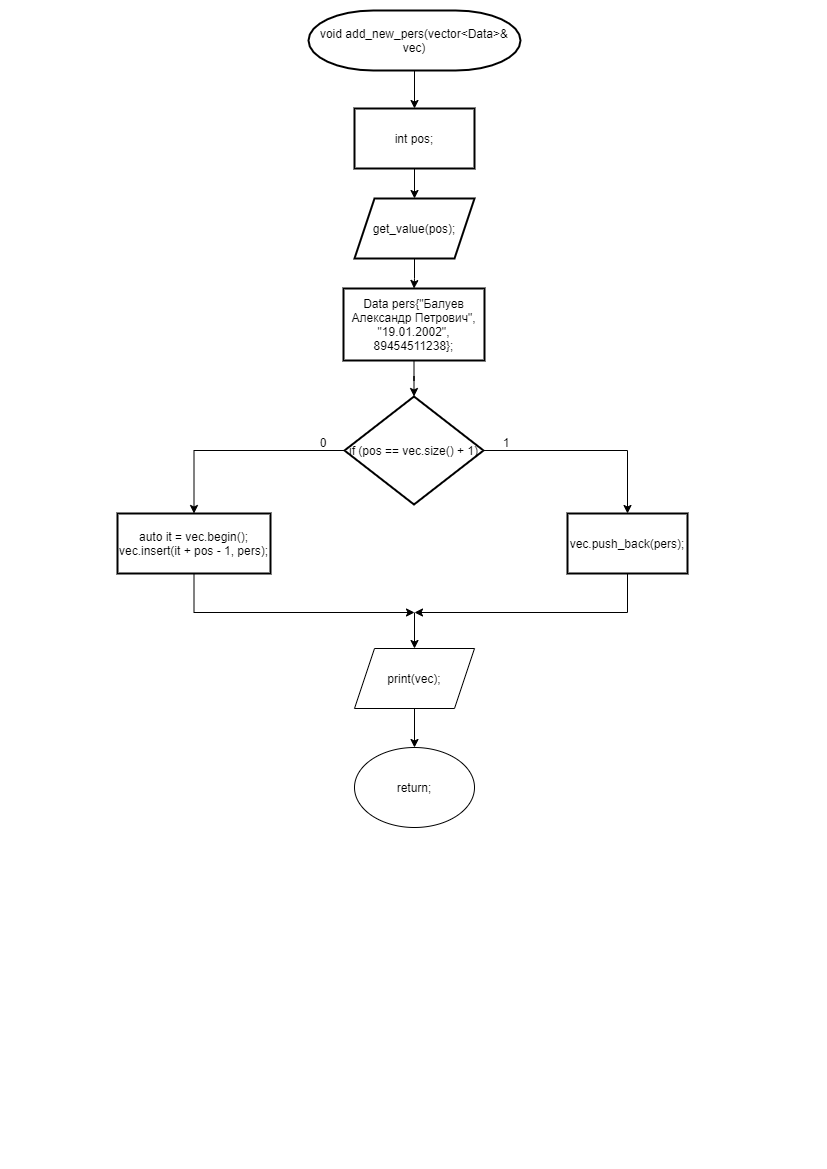 void add_new_pers(vector<Data>&
vec)
int pos;
get_value(pos);
Data pers{"Балуев
Александр Петрович",
"19.01.2002",
89454511238};
0
if (pos == vec.size() + 1)
1
auto it = vec.begin();
vec.insert(it + pos - 1, pers);
vec.push_back(pers);
print(vec);
return;